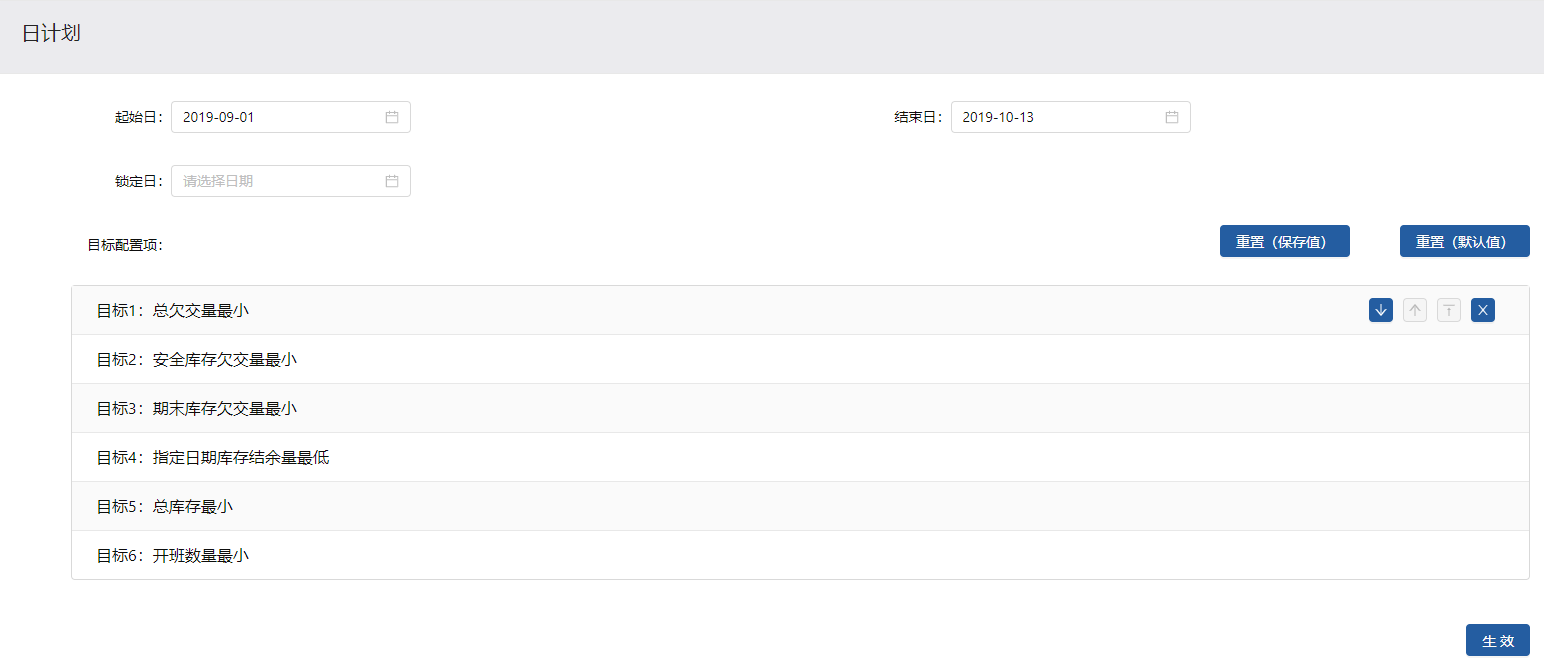 日计划
起始日： 2019-09-01 结束日： 2019-10-13
锁定日： 请选择日期
目标配置项： 重置（保存值） 重置（默认值）
目标1：总欠交量最小
目标2：安全库存欠交量最小
目标3：期末库存欠交量最小
目标4：指定日期库存结余量最低
目标5：总库存最小
目标6：开班数量最小
生 效